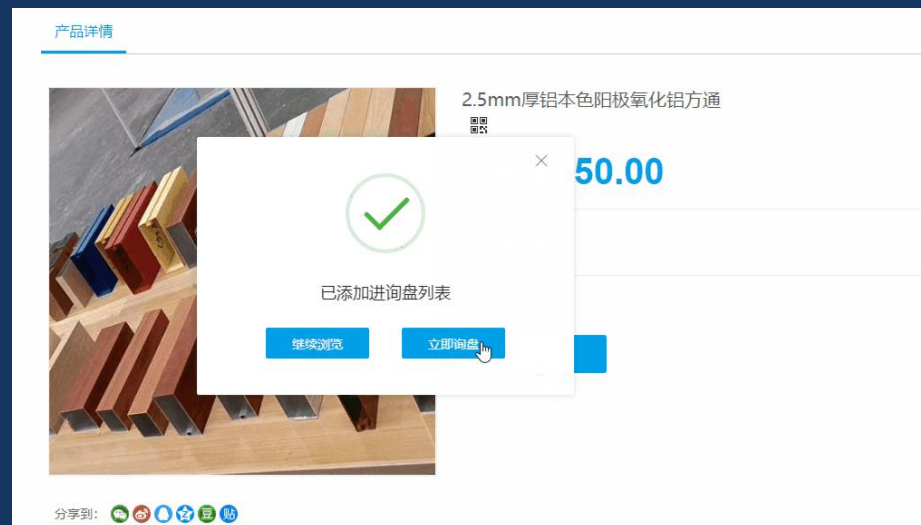 产品详情
2.5mm厚铝本色阳极氧化铝方通
50.00
已添加进询盘列表
继续浏览
立即询盘
分享到:
豆
贴